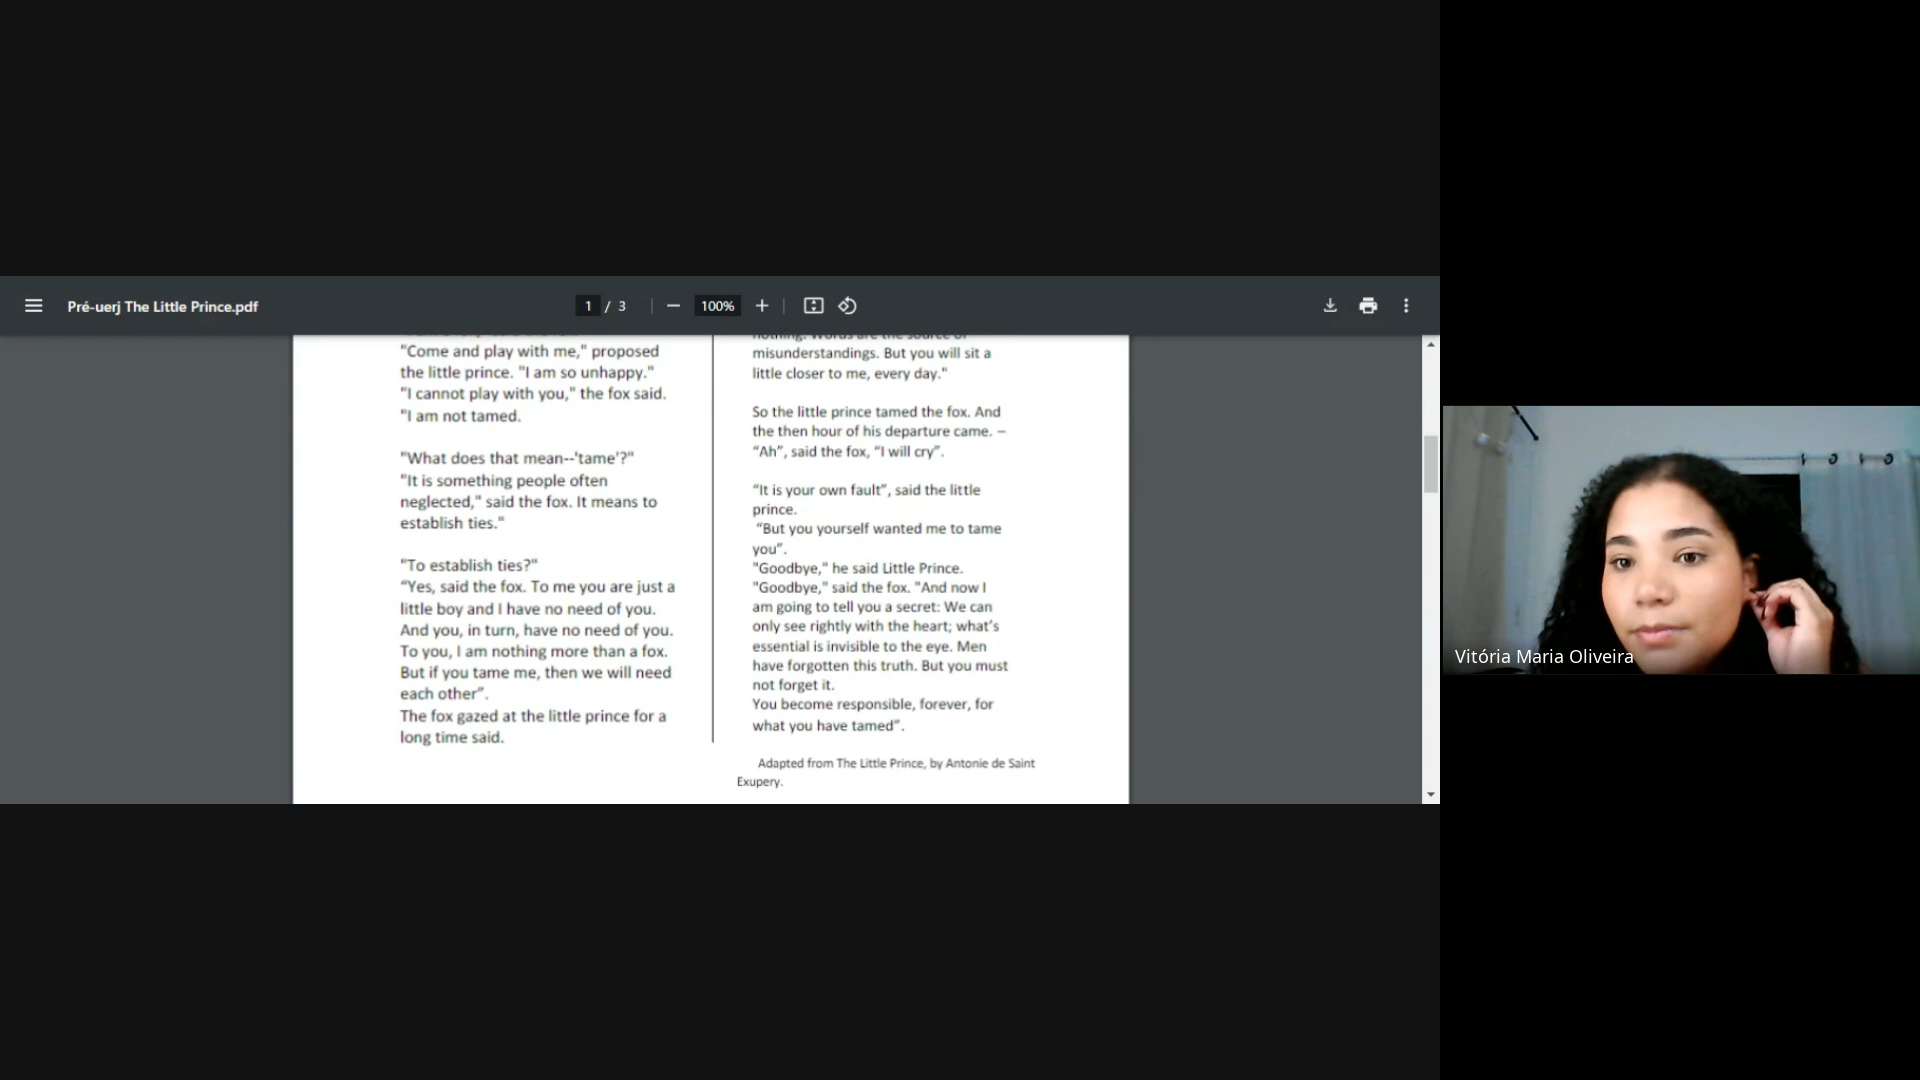 Pré-uerj The Little Prince.pdf
1 / 3
100%
"Come and play with me," proposed
the little prince. "I am so unhappy."
"I cannot play with you," the fox said.
"I am not tamed.
"What does that mean--'tame'?"
"It is something people often
neglected," said the fox. It means to
establish ties."
"To establish ties?"
“Yes, said the fox. To me you are just a
little boy and I have no need of you.
And you, in turn, have no need of you.
To you, I am nothing more than a fox.
But if you tame me, then we will need
each other”.
The fox gazed at the little prince for a
long time said.
nothing. Words are the source of
misunderstandings. But you will sit a
little closer to me, every day."
So the little prince tamed the fox. And
the then hour of his departure came. –
“Ah”, said the fox, “I will cry”.
“It is your own fault”, said the little
prince.
“But you yourself wanted me to tame
you”.
"Goodbye," he said Little Prince.
"Goodbye," said the fox. "And now I
am going to tell you a secret: We can
only see rightly with the heart; what’s
essential is invisible to the eye. Men
have forgotten this truth. But you must
not forget it.
You become responsible, forever, for
what you have tamed”.
Adapted from The Little Prince, by Antonie de Saint
Exupery.
Vitória Maria Oliveira